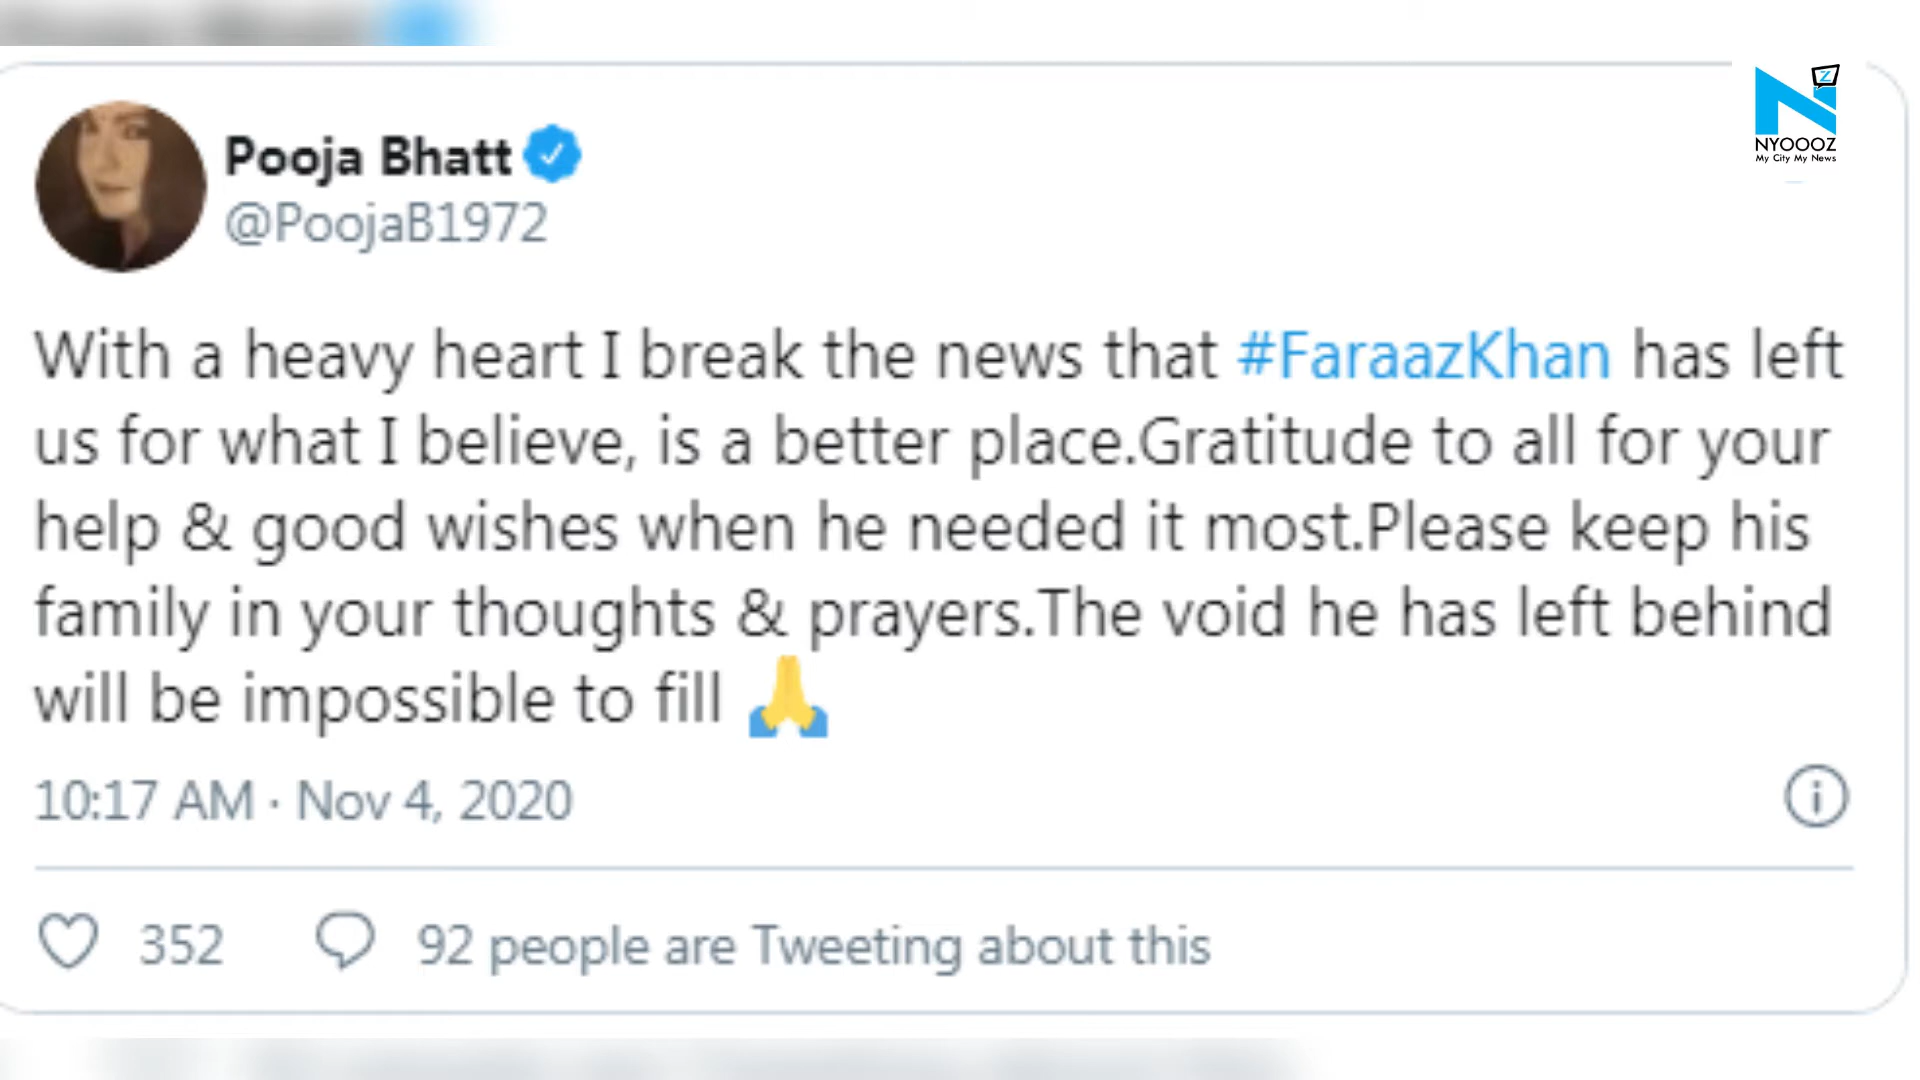 Pooja Bhatt
@PoojaB1972
Z
NYOOOZ
My City My News
With a heavy heart I break the news that #FaraazKhan has left
us for what I believe, is a better place.Gratitude to all for your
help & good wishes when he needed it most.Please keep his
family in your thoughts & prayers.The void he has left behind
will be impossible to fill 🙏
10:17 AM · Nov 4, 2020
352
92 people are Tweeting about this